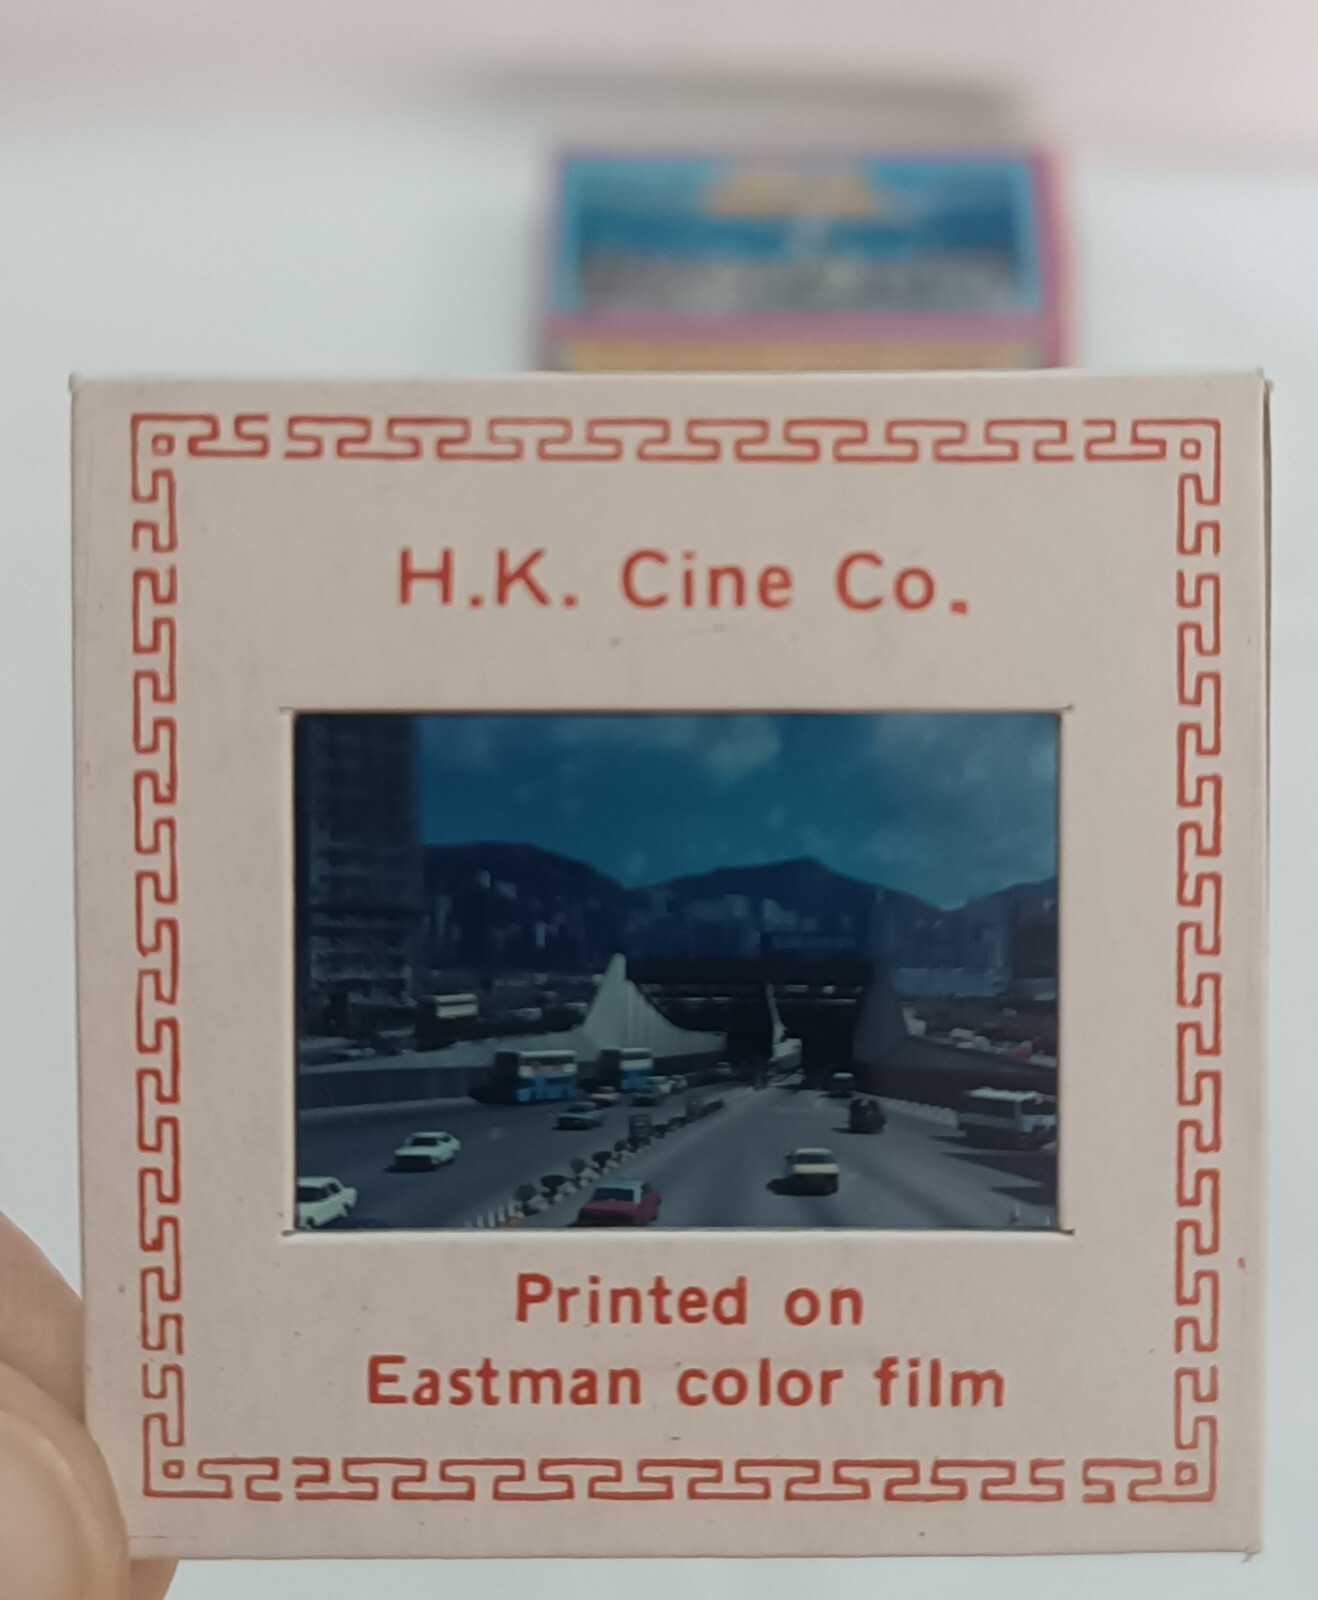 H.K. Cine Co.
Printed on
Eastman color film